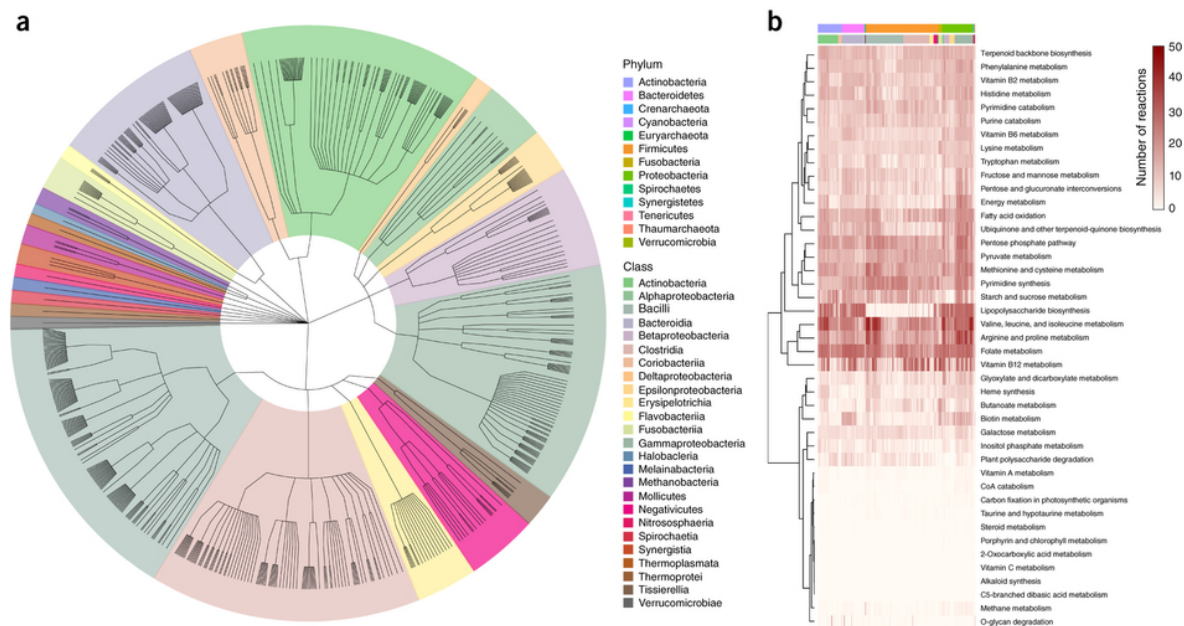 a
Phylum
Actinobacteria
Bacteroidetes
Crenarchaeota
Cyanobacteria
Euryarchaeota
Firmicutes
Fusobacteria
Proteobacteria
Spirochaetes
Synergistetes
Tenericutes
Thaumarchaeota
Verrucomicrobia
Class
Actinobacteria
Alphaproteobacteria
Bacilli
Bacteroidia
Betaproteobacteria
Clostridia
Coriobacteriia
Deltaproteobacteria
Epsilonproteobacteria
Erysipelotrichia
Flavobacteriia
Fusobacteriia
Gammaproteobacteria
Halobacteria
Melainabacteria
Methanobacteria
Mollicutes
Negativicutes
Nitrososphaeria
Spirochaetia
Synergistia
Thermoplasmata
Thermoprotei
Tissierellia
Verrucomicrobiae
b
Terpenoid backbone biosynthesis
Phenylalanine metabolism
Vitamin B2 metabolism
Histidine metabolism
Pyrimidine catabolism
Purine catabolism
Vitamin B6 metabolism
Lysine metabolism
Tryptophan metabolism
Fructose and mannose metabolism
Pentose and glucuronate interconversions
Energy metabolism
Fatty acid oxidation
Ubiquinone and other terpenoid-quinone biosynthesis
Pentose phosphate pathway
Pyruvate metabolism
Methionine and cysteine metabolism
Pyrimidine synthesis
Starch and sucrose metabolism
Lipopolysaccharide biosynthesis
Valine, leucine, and isoleucine metabolism
Arginine and proline metabolism
Folate metabolism
Vitamin B12 metabolism
Glyoxylate and dicarboxylate metabolism
Heme synthesis
Butanoate metabolism
Biotin metabolism
Galactose metabolism
Inositol phosphate metabolism
Plant polysaccharide degradation
Vitamin A metabolism
CoA catabolism
Carbon fixation in photosynthetic organisms
Taurine and hypotaurine metabolism
Steroid metabolism
Porphyrin and chlorophyll metabolism
2-Oxocarboxylic acid metabolism
Vitamin C metabolism
Alkaloid synthesis
C5-branched dibasic acid metabolism
Methane metabolism
O-glycan degradation
Number of reactions
50
40
30
20
10
0